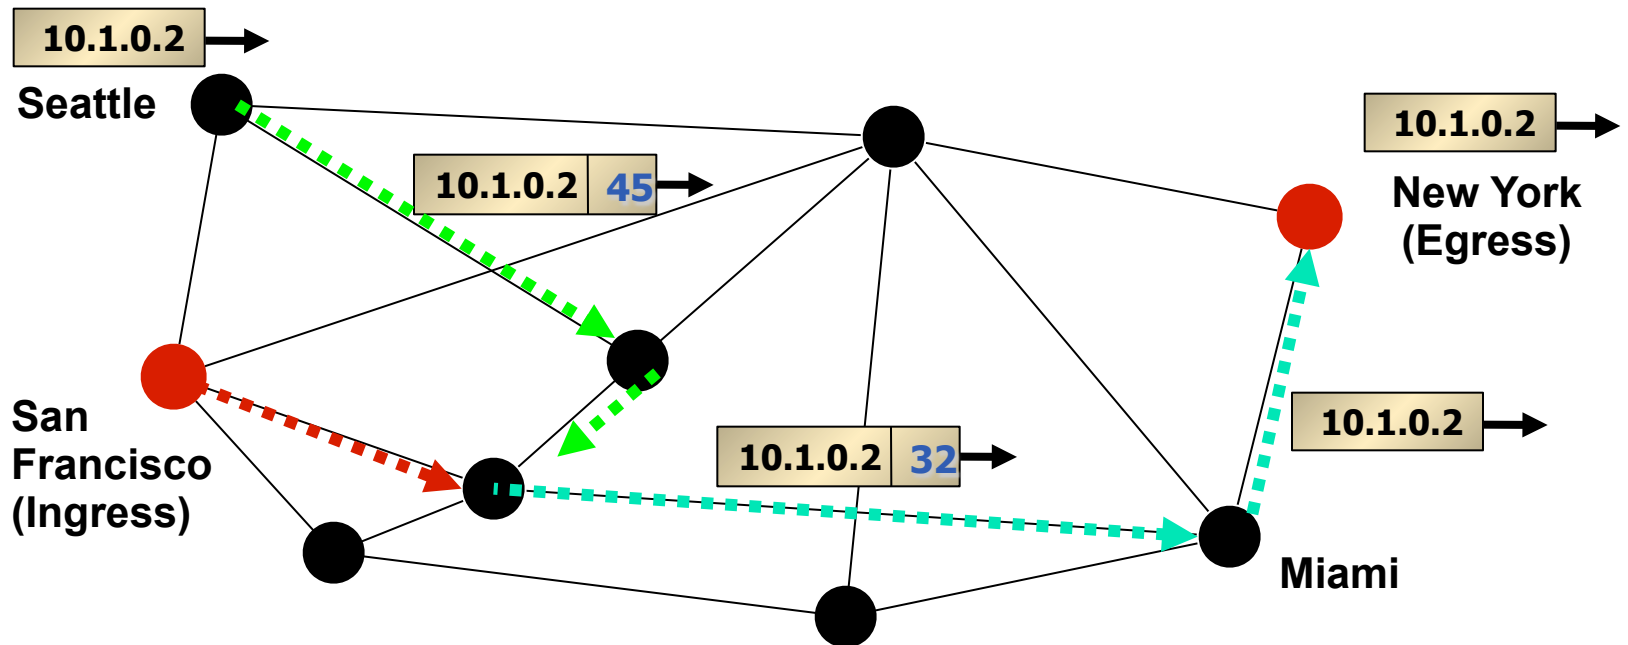 10.1.0.2
Seattle
10.1.0.2
New York
(Egress)
10.1.0.2 45
San
Francisco
(Ingress)
10.1.0.2 32
10.1.0.2
Miami